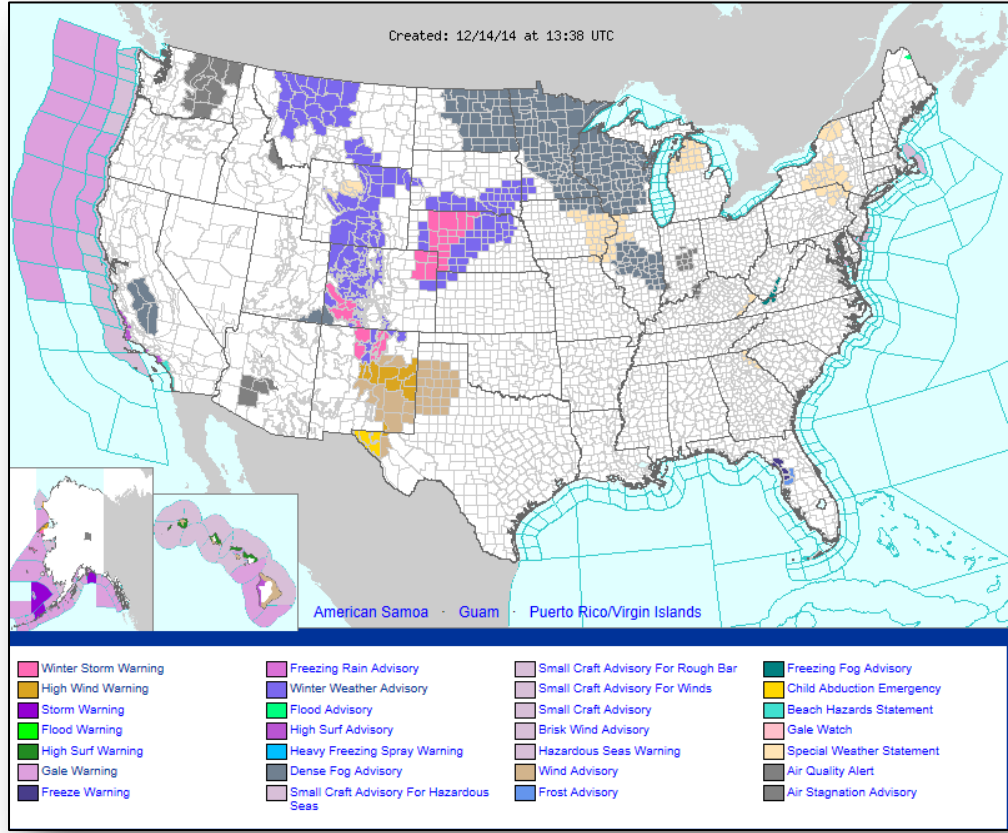 Created: 12/14/14 at 13:38 UTC
American Samoa · Guam · Puerto Rico/Virgin Islands
Winter Storm Warning
High Wind Warning
Storm Warning
Flood Warning
High Surf Warning
Gale Warning
Freeze Warning
Freezing Rain Advisory
Winter Weather Advisory
Flood Advisory
High Surf Advisory
Heavy Freezing Spray Warning
Dense Fog Advisory
Small Craft Advisory For Hazardous
Seas
Small Craft Advisory For Rough Bar
Small Craft Advisory For Winds
Small Craft Advisory
Brisk Wind Advisory
Hazardous Seas Warning
Wind Advisory
Frost Advisory
Freezing Fog Advisory
Child Abduction Emergency
Beach Hazards Statement
Gale Watch
Special Weather Statement
Air Quality Alert
Air Stagnation Advisory